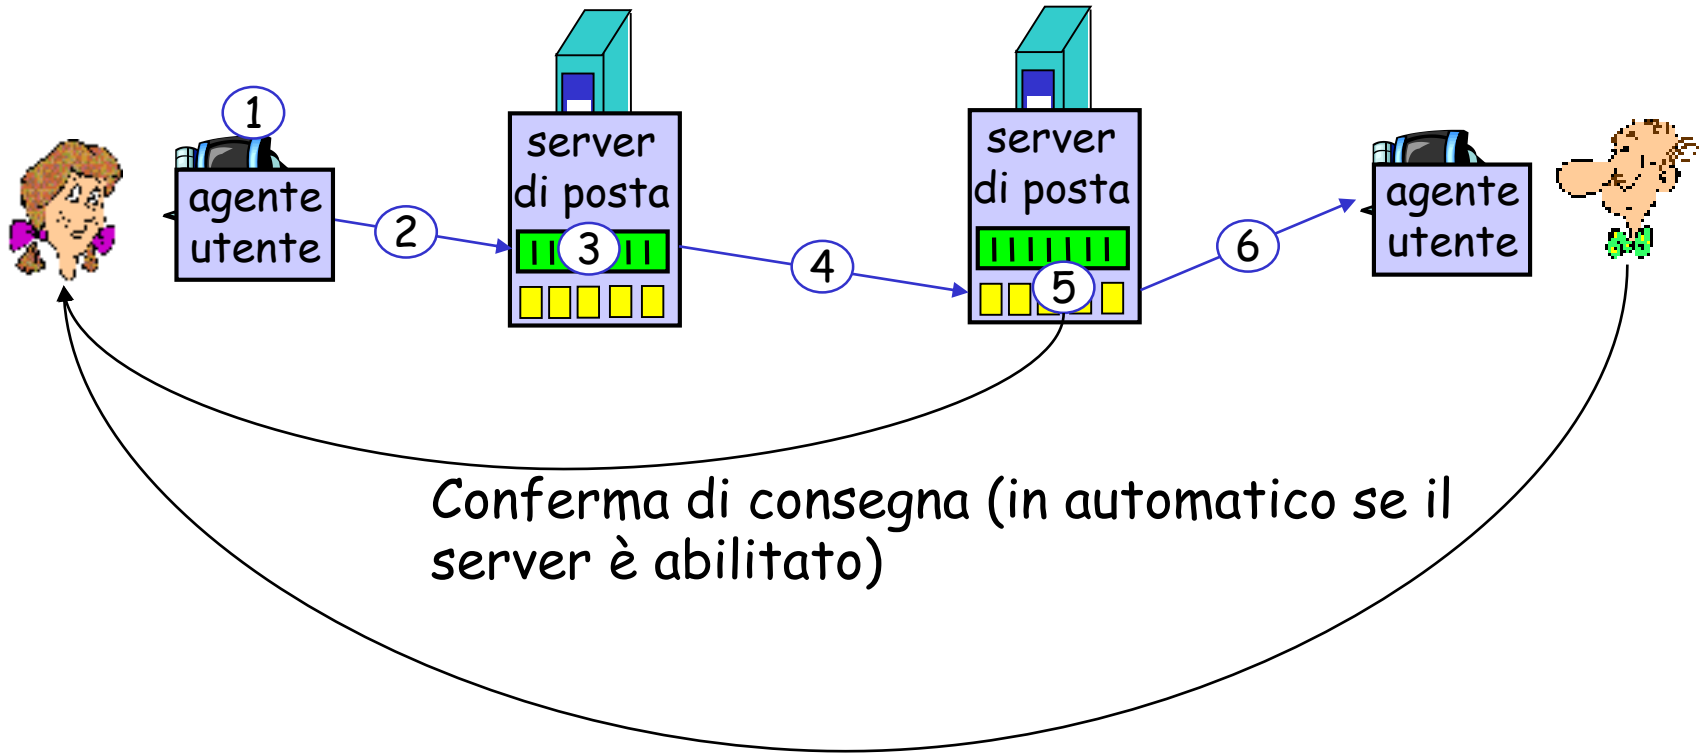 1
agente
utente
2
server
di posta
3
4
server
di posta
5
6
agente
utente
Conferma di consegna (in automatico se il
server è abilitato)